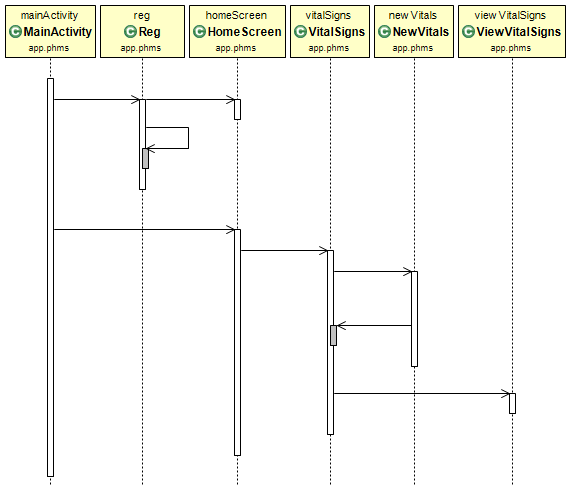 mainActivity
C MainActivity
app.phms
reg
C Reg
app.phms
homeScreen
C HomeScreen
app.phms
vitalSigns
C VitalSigns
app.phms
new Vitals
C NewVitals
app.phms
view VitalSigns
C ViewVitalSigns
app.phms